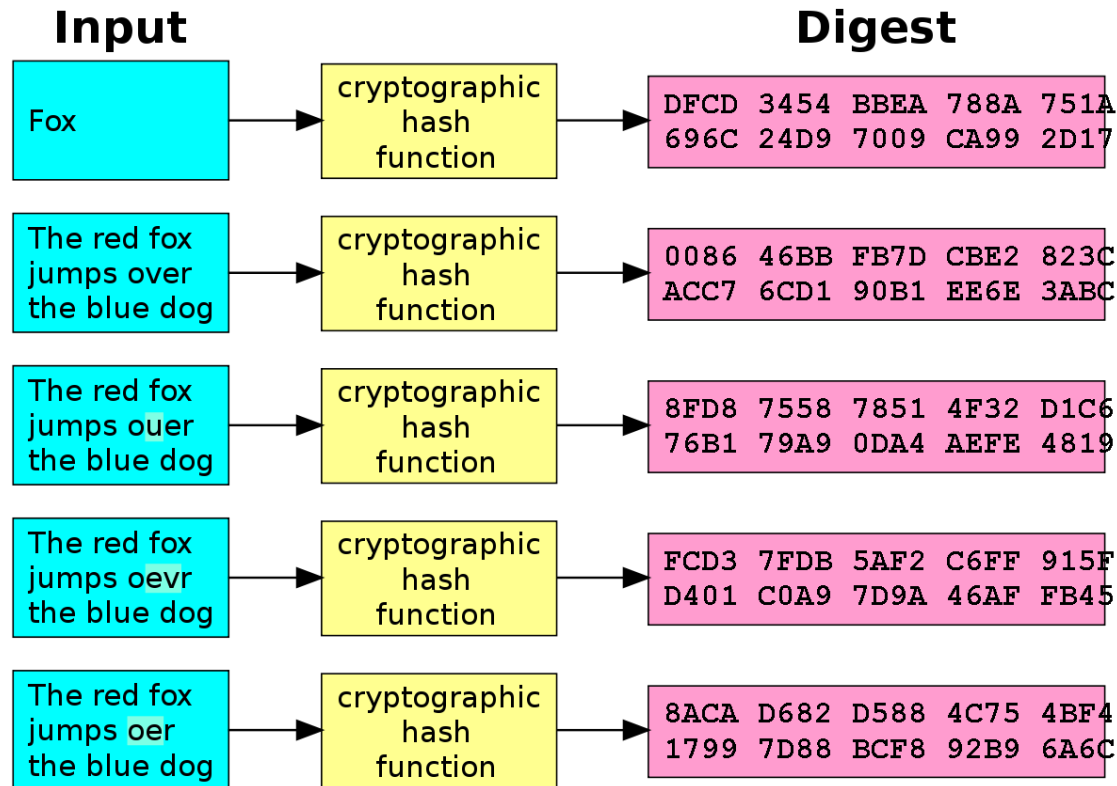 Input
Digest
Fox
cryptographic
hash
function
DFCD 3454 BBEA 788A 751A
696C 24D9 7009 CA99 2D17
The red fox
jumps over
the blue dog
cryptographic
hash
function
0086 46BB FB7D CBE2 823C
ACC7 6CD1 90B1 EE6E 3ABC
The red fox
jumps ouer
the blue dog
cryptographic
hash
function
8FD8 7558 7851 4F32 D1C6
76B1 79A9 0DA4 AEFE 4819
The red fox
jumps oevr
the blue dog
cryptographic
hash
function
FCD3 7FDB 5AF2 C6FF 915F
D401 C0A9 7D9A 46AF FB45
The red fox
jumps oer
the blue dog
cryptographic
hash
function
8ACA D682 D588 4C75 4BF4
1799 7D88 BCF8 92B9 6A6C